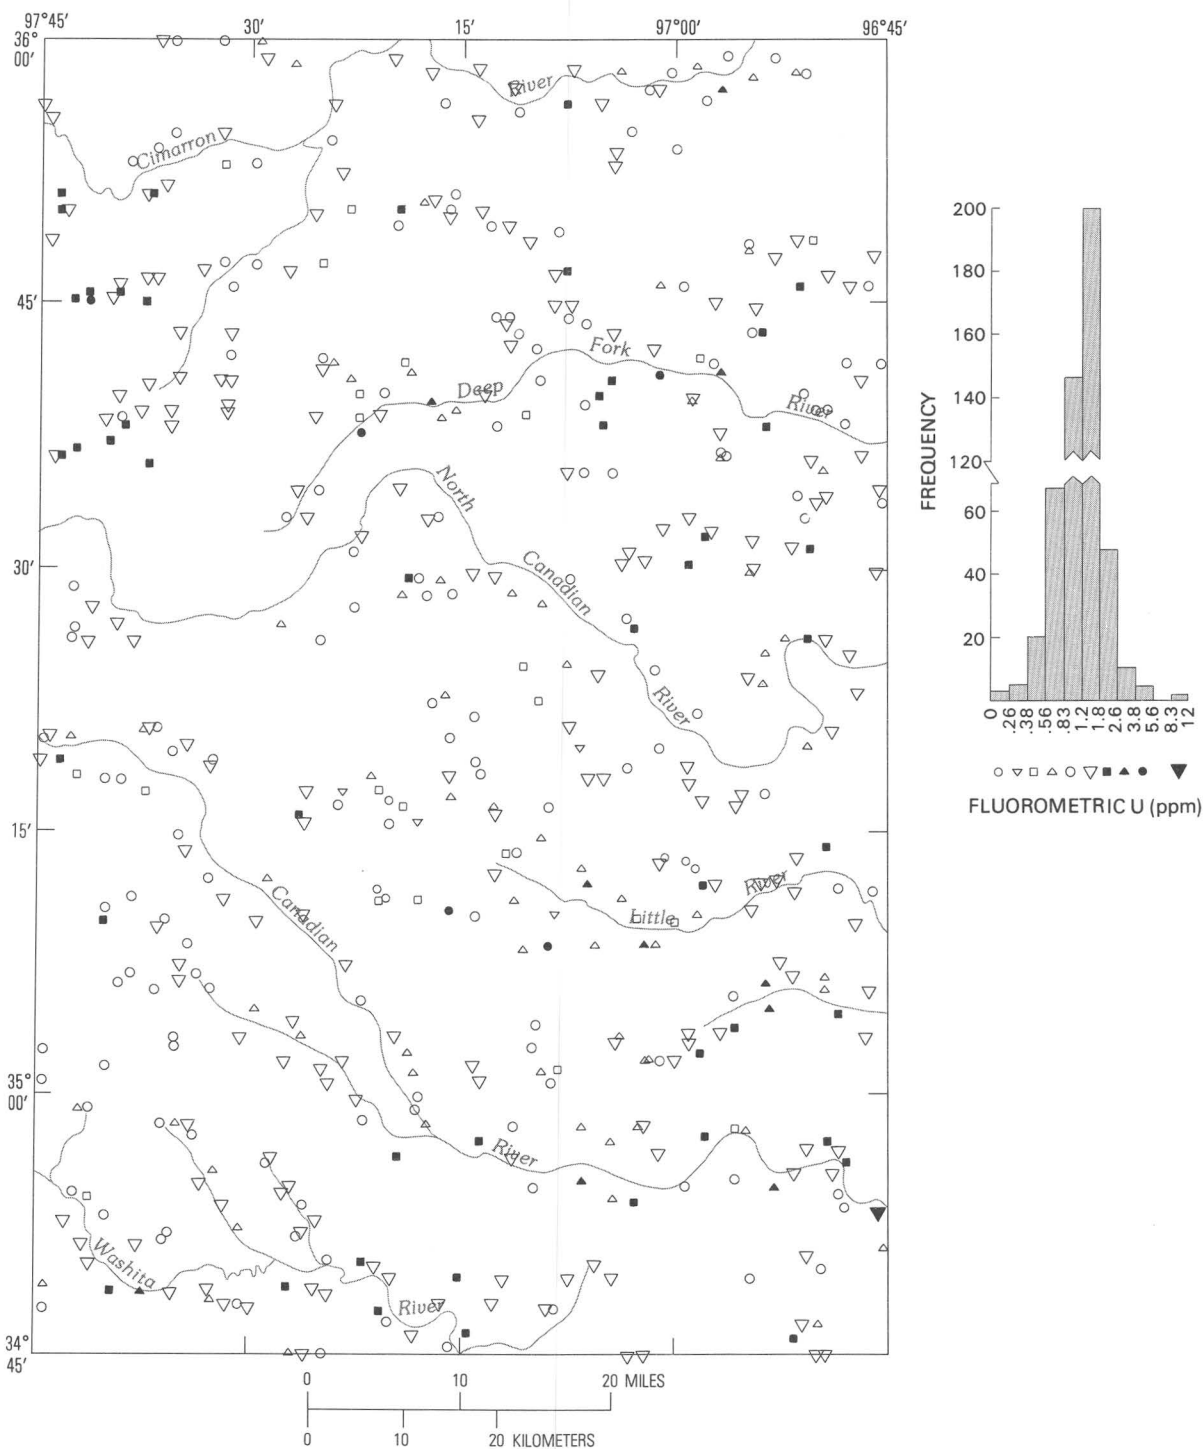 97°45′ 30′ 15′ 97°00′ 96°45′
36°
00′
River
Cimarron
45′
Fork
Deep
River
North
30′
Canadian
River
15′
Canadian
River
Little
35°
00′
River
Washita
River
34°
45′
0 10 20 MILES
0 10 20 KILOMETERS
200
180
160
140
120
60
40
20
FREQUENCY
0 .26 .38 .56 .83 1.2 1.8 2.6 3.8 5.6 8.3 12
FLUOROMETRIC U (ppm)